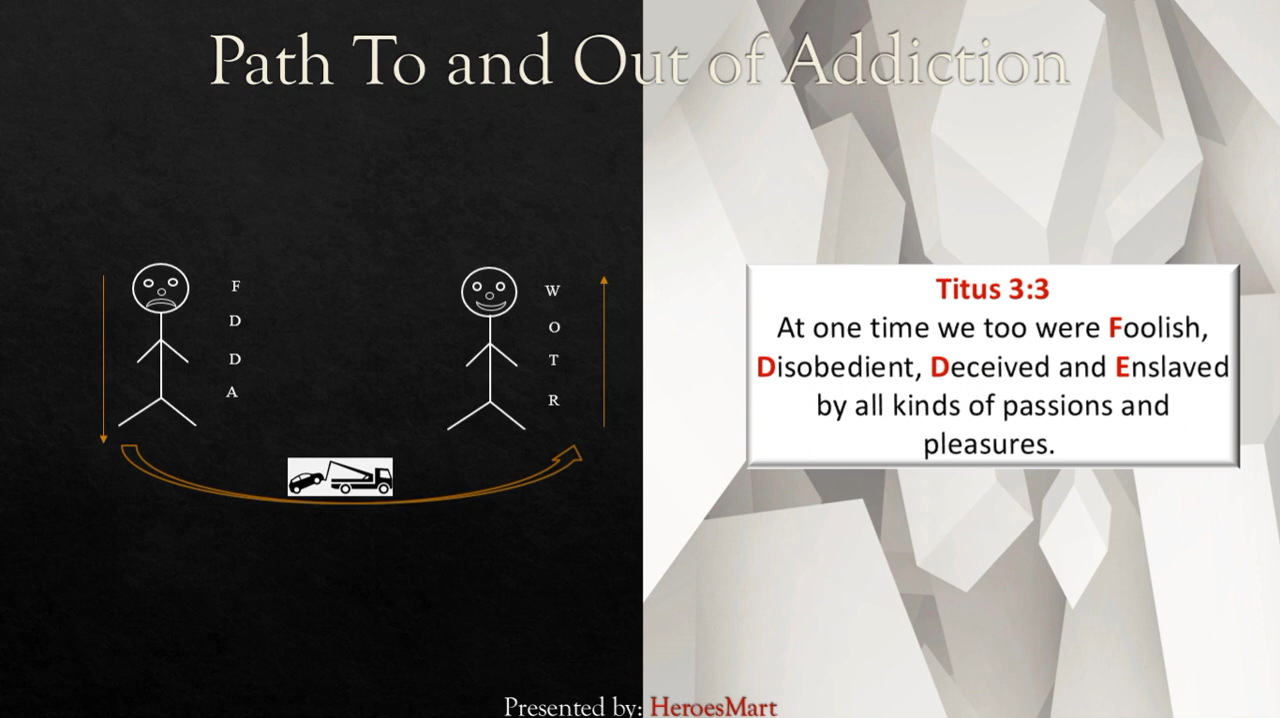 Path To and Out of Addiction
F
D
D
A
W
O
T
R
Titus 3:3
At one time we too were Foolish,
Disobedient, Deceived and Enslaved
by all kinds of passions and
pleasures.
Presented by: HeroesMart